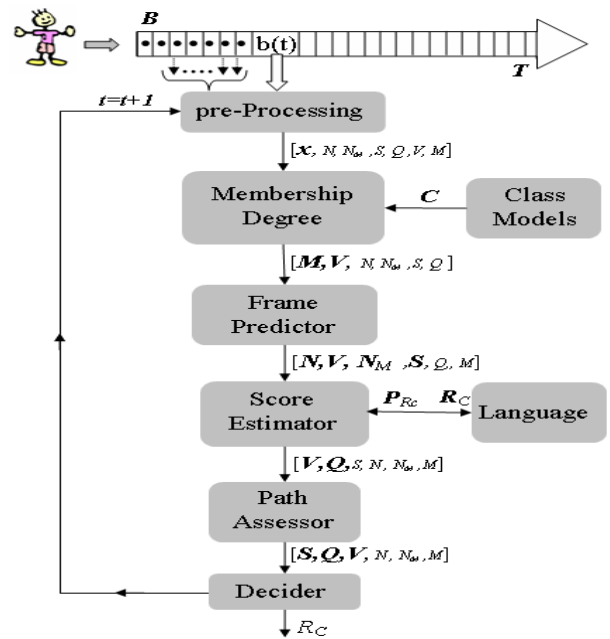 B
b(t)
T
t=t+1
pre-Processing
[x, N, N_M ,S, Q ,V, M]
Membership
Degree
C
Class
Models
[M,V, N, N_M ,S, Q ]
Frame
Predictor
[N,V, N_M ,S, Q, M]
Score
Estimator
P_Rc R_C
Language
[V,Q,S, N, N_M ,M]
Path
Assessor
[S,Q,V, N, N_M ,M]
Decider
R_C